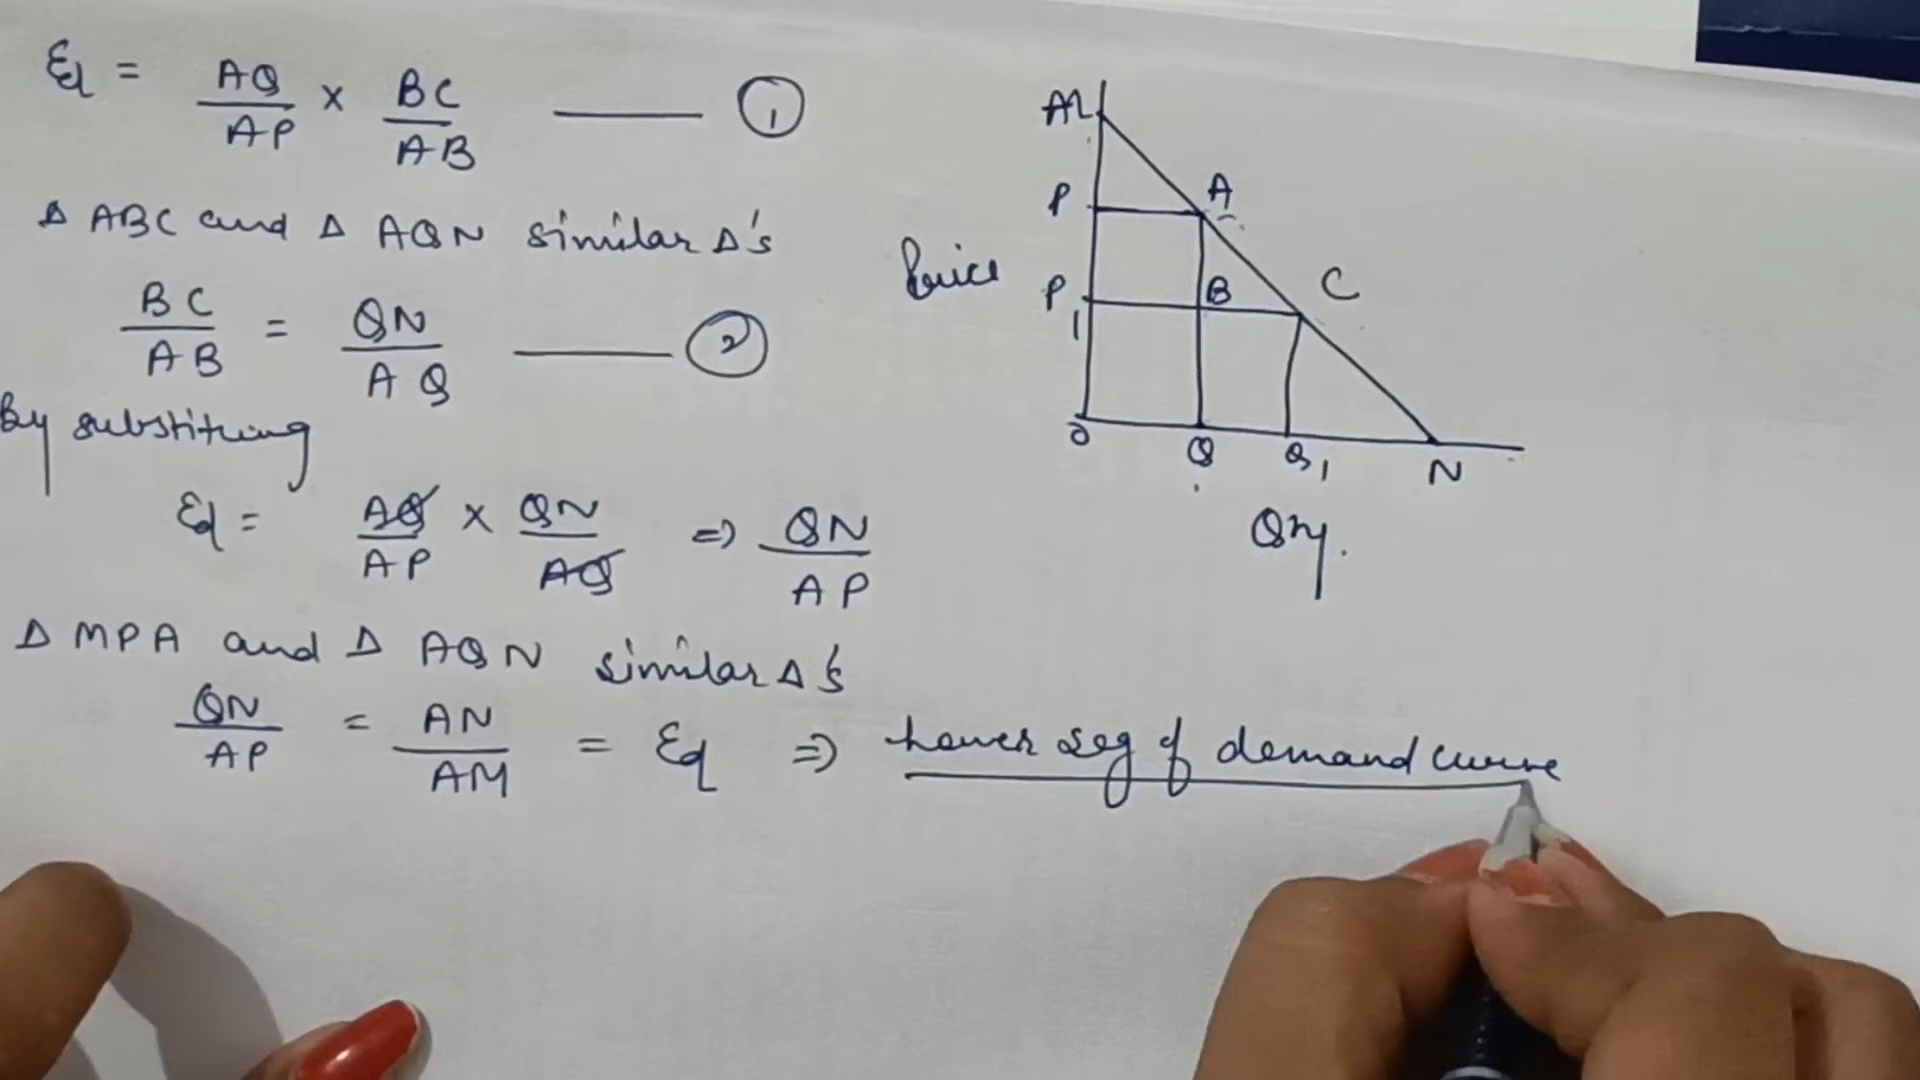 Ed = AQ/AP × BC/AB —— 1
Δ ABC and Δ AQN similar Δ's
BC/AB = QN/AQ —— 2
By substituing
Ed = AQ/AP × QN/AQ ⇒ QN/AP
Δ MPA and Δ AQN similar Δ's
QN/AP = AN/AM = Ed ⇒ Lower seg of demand curve
M
P
A
Price
P1
B
C
O
Q
Q1
N
Qty.